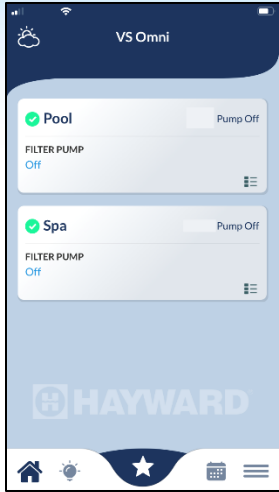 VS Omni
Pool
Pump Off
FILTER PUMP
Off
Spa
Pump Off
FILTER PUMP
Off
H HAYWARD